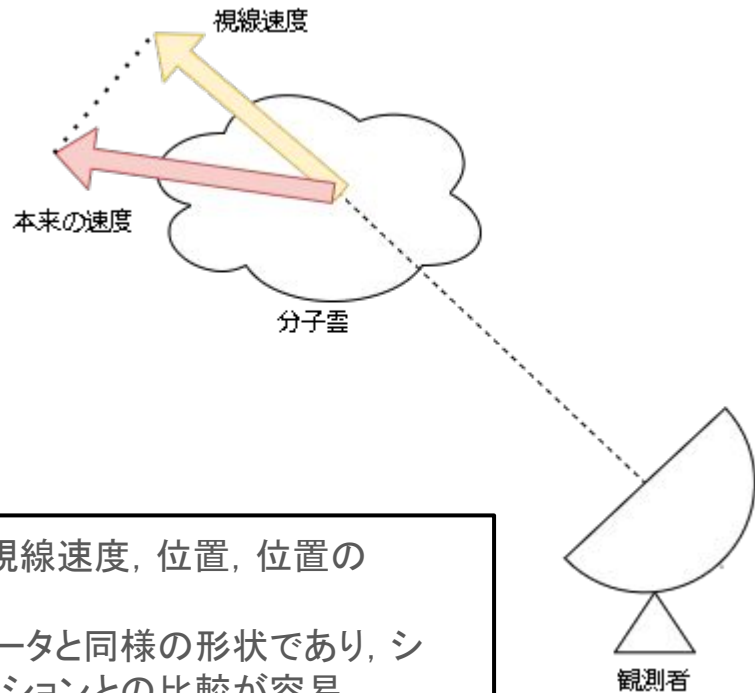 視線速度
本来の速度
分子雲
視線速度, 位置, 位置の
ータと同様の形状であり, シ
ションとの比較が容易
観測者